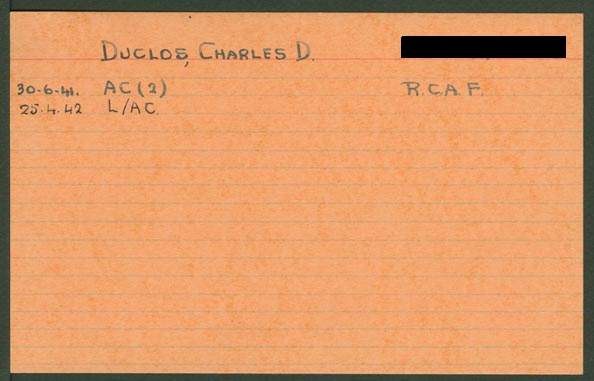 DUCLOS, CHARLES D.
30-6-41. AC (2) R.C.A.F.
25.4.42 L/AC.